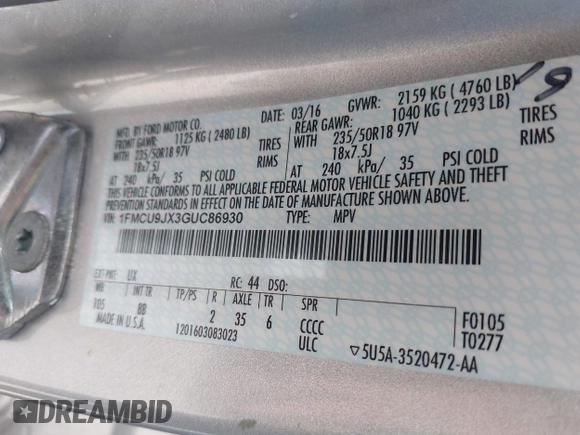 MFD. BY FORD MOTOR CO.
03/16 GVWR: 2159 KG ( 4760 LB)
FRONT GAWR: 1125 KG ( 2480 LB)
REAR GAWR: 1040 KG ( 2293 LB)
WITH 235/50R18 97V TIRES
WITH 235/50R18 97V TIRES
18x7.5J RIMS
18x7.5J RIMS
AT 240 kPa/ 35 PSI COLD
AT 240 kPa/ 35 PSI COLD
THIS VEHICLE CONFORMS TO ALL APPLICABLE FEDERAL MOTOR VEHICLE SAFETY AND THEFT
PREVENTION STANDARDS IN EFFECT ON THE DATE OF MANUFACTURE SHOWN ABOVE.
VIN: 1FMCU9JX3GUC86930 TYPE: MPV
EXT PNT: UX RC: 44 DSO:
WB INT TR TP/PS R AXLE TR SPR
105 BB 2 35 6 CCCC
F0105
MADE IN U.S.A. 1201603083023 ULC
T0277
5U5A-3520472-AA
DREAMBID